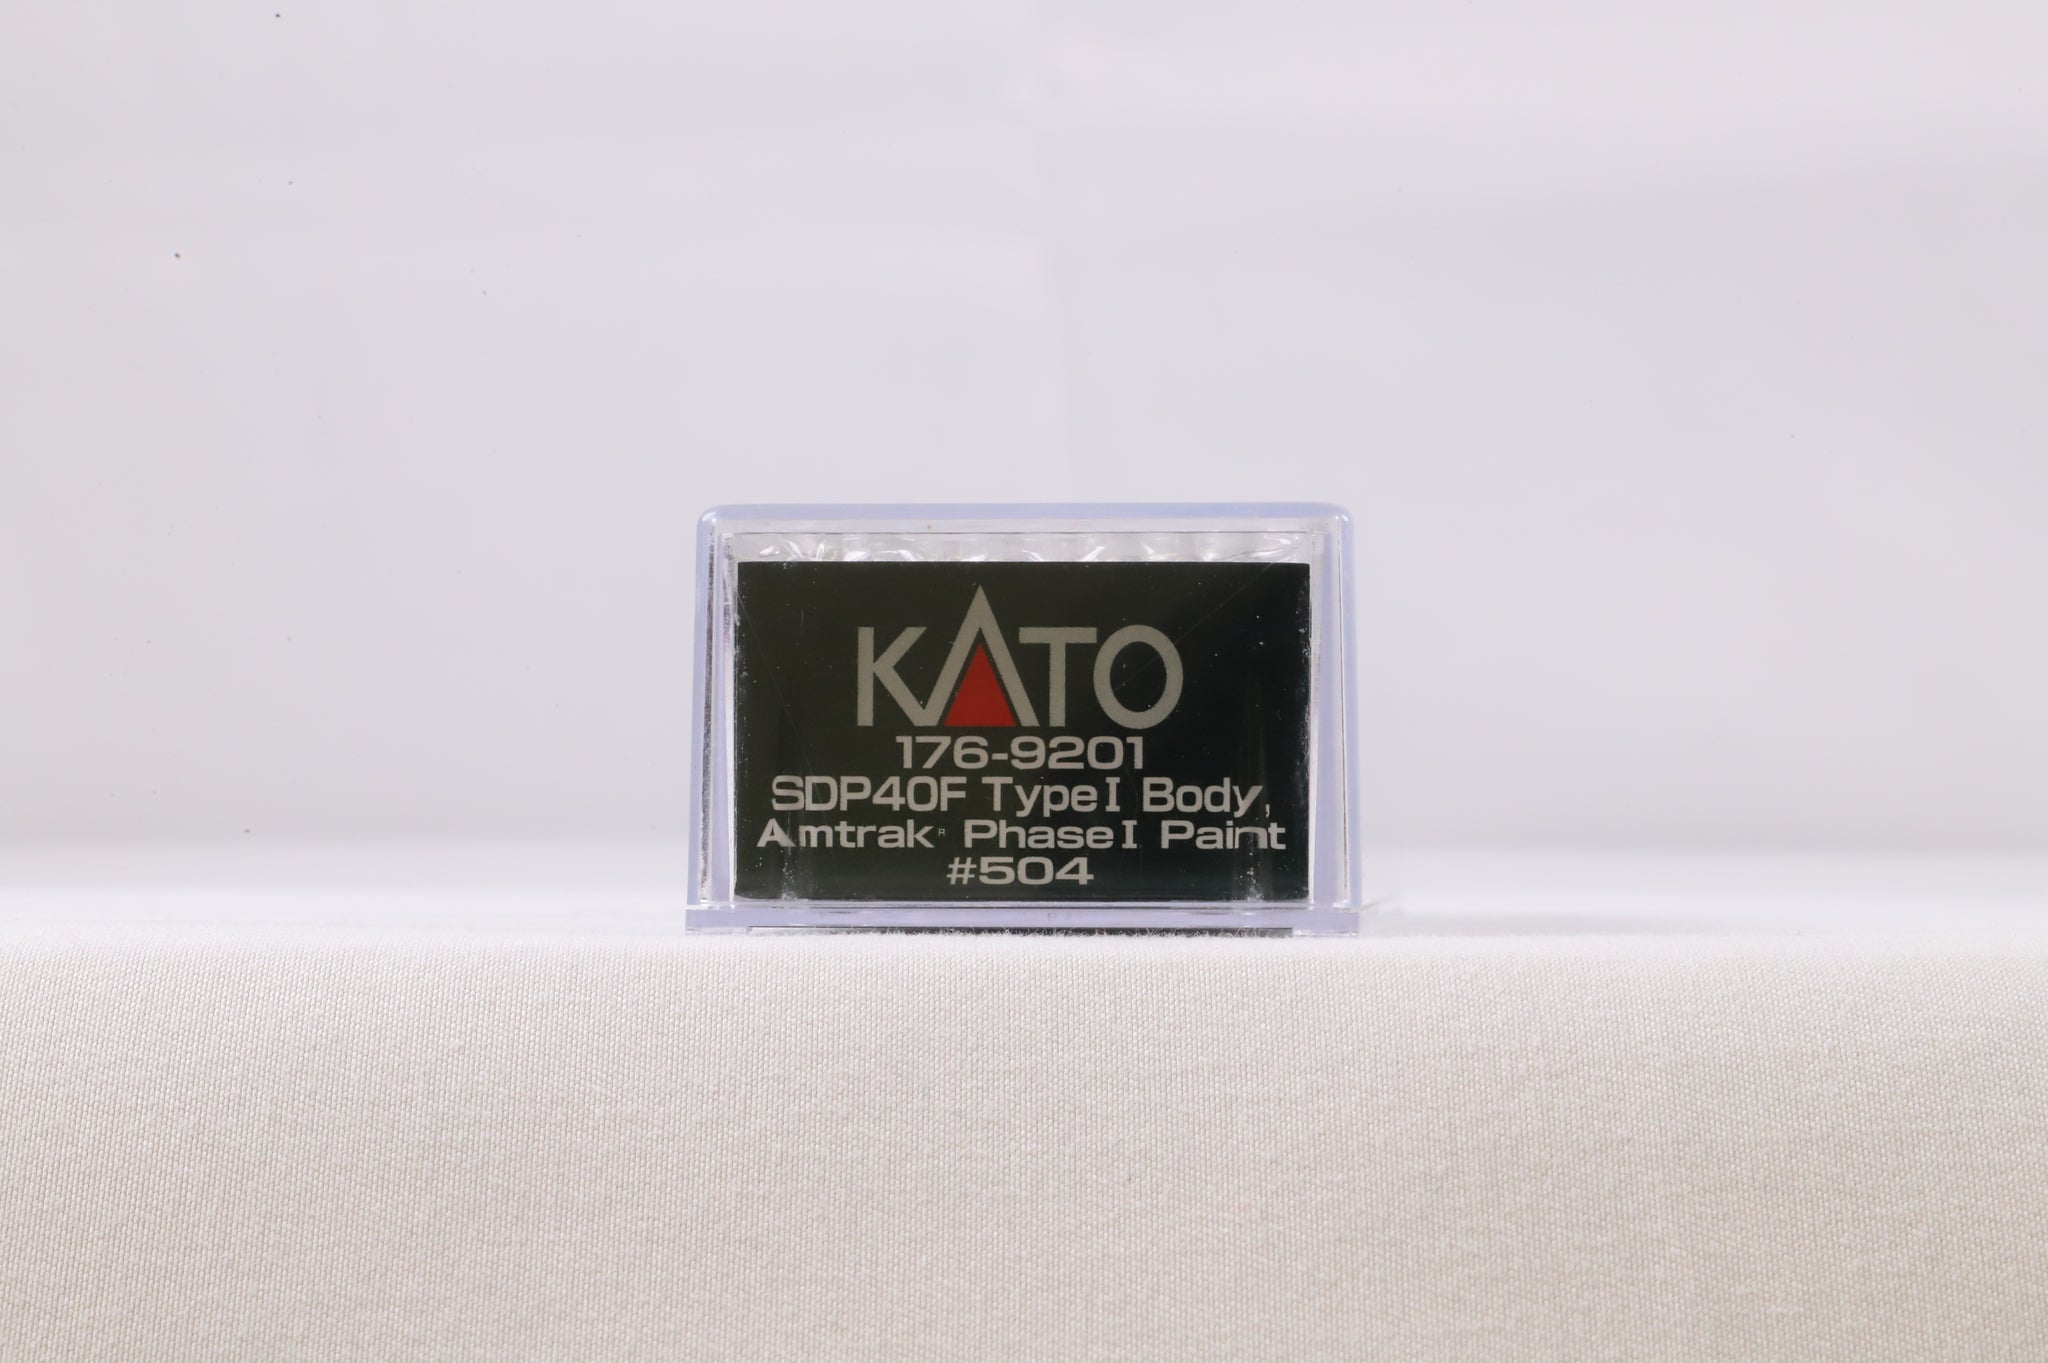 KATO
176-9201
SDP40F Type I Body,
Amtrak® Phase I Paint
#504